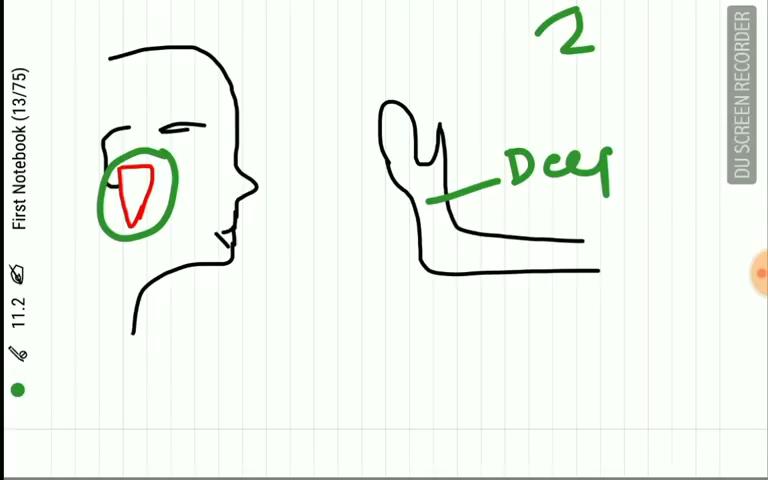 2
Deep
First Notebook (13/75)
11.2
DU SCREEN RECORDER